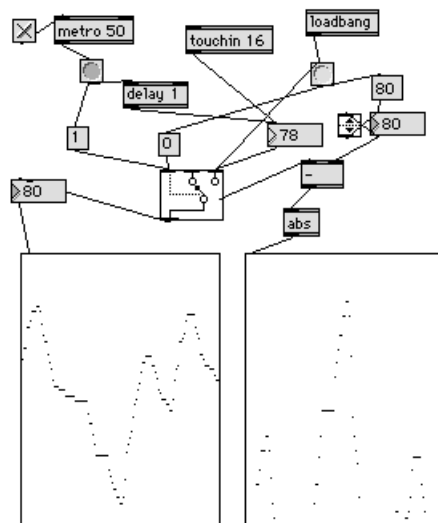 loadbang
metro 50
touchin 16
80
delay 1
1
0
78
80
80
-
abs